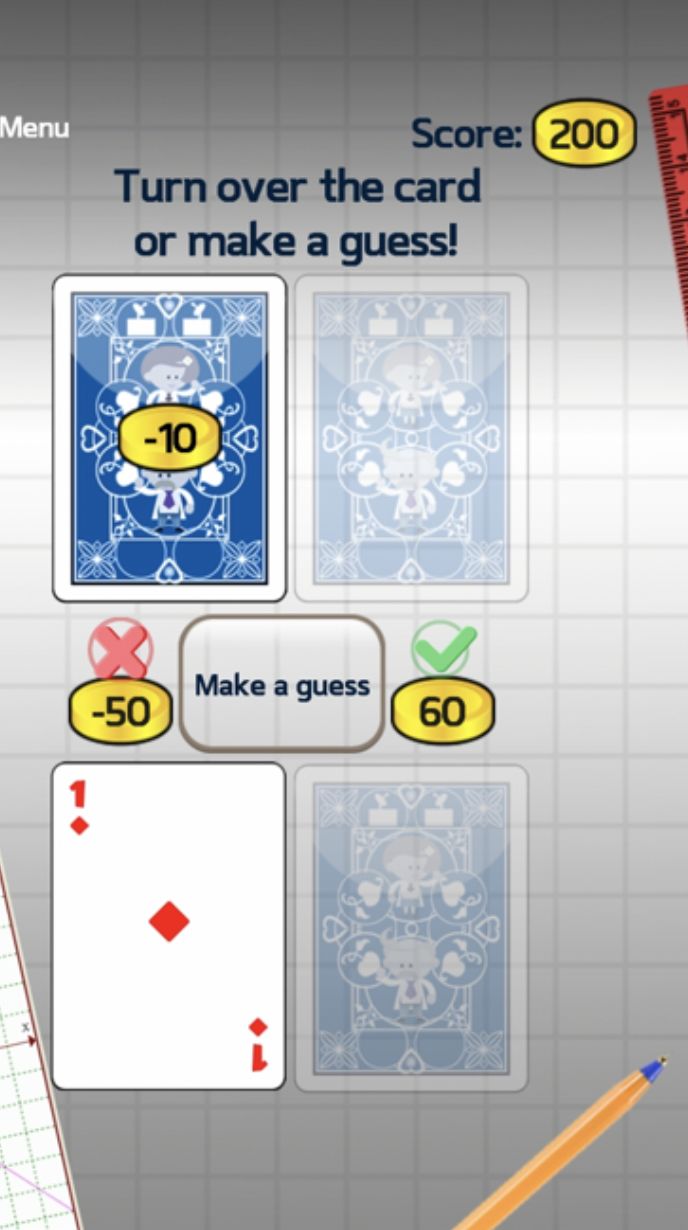 Menu
Score: 200
Turn over the card
or make a guess!
-10
Make a guess
-50
60
1
1
x